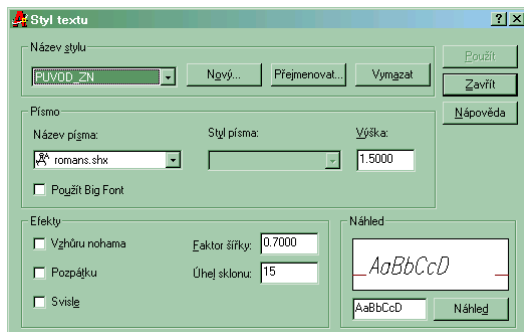 Styl textu
Název stylu
PUVOD_ZN
Nový...
Přejmenovat...
Vymazat
Použít
Zavřít
Nápověda
Písmo
Název písma:
Styl písma:
Výška:
romans.shx
1.5000
Použít Big Font
Efekty
Vzhůru nohama
Faktor šířky:
0.7000
Pozpátku
Úhel sklonu:
15
Svisle
Náhled
AaBbCcD
AaBbCcD
Náhled